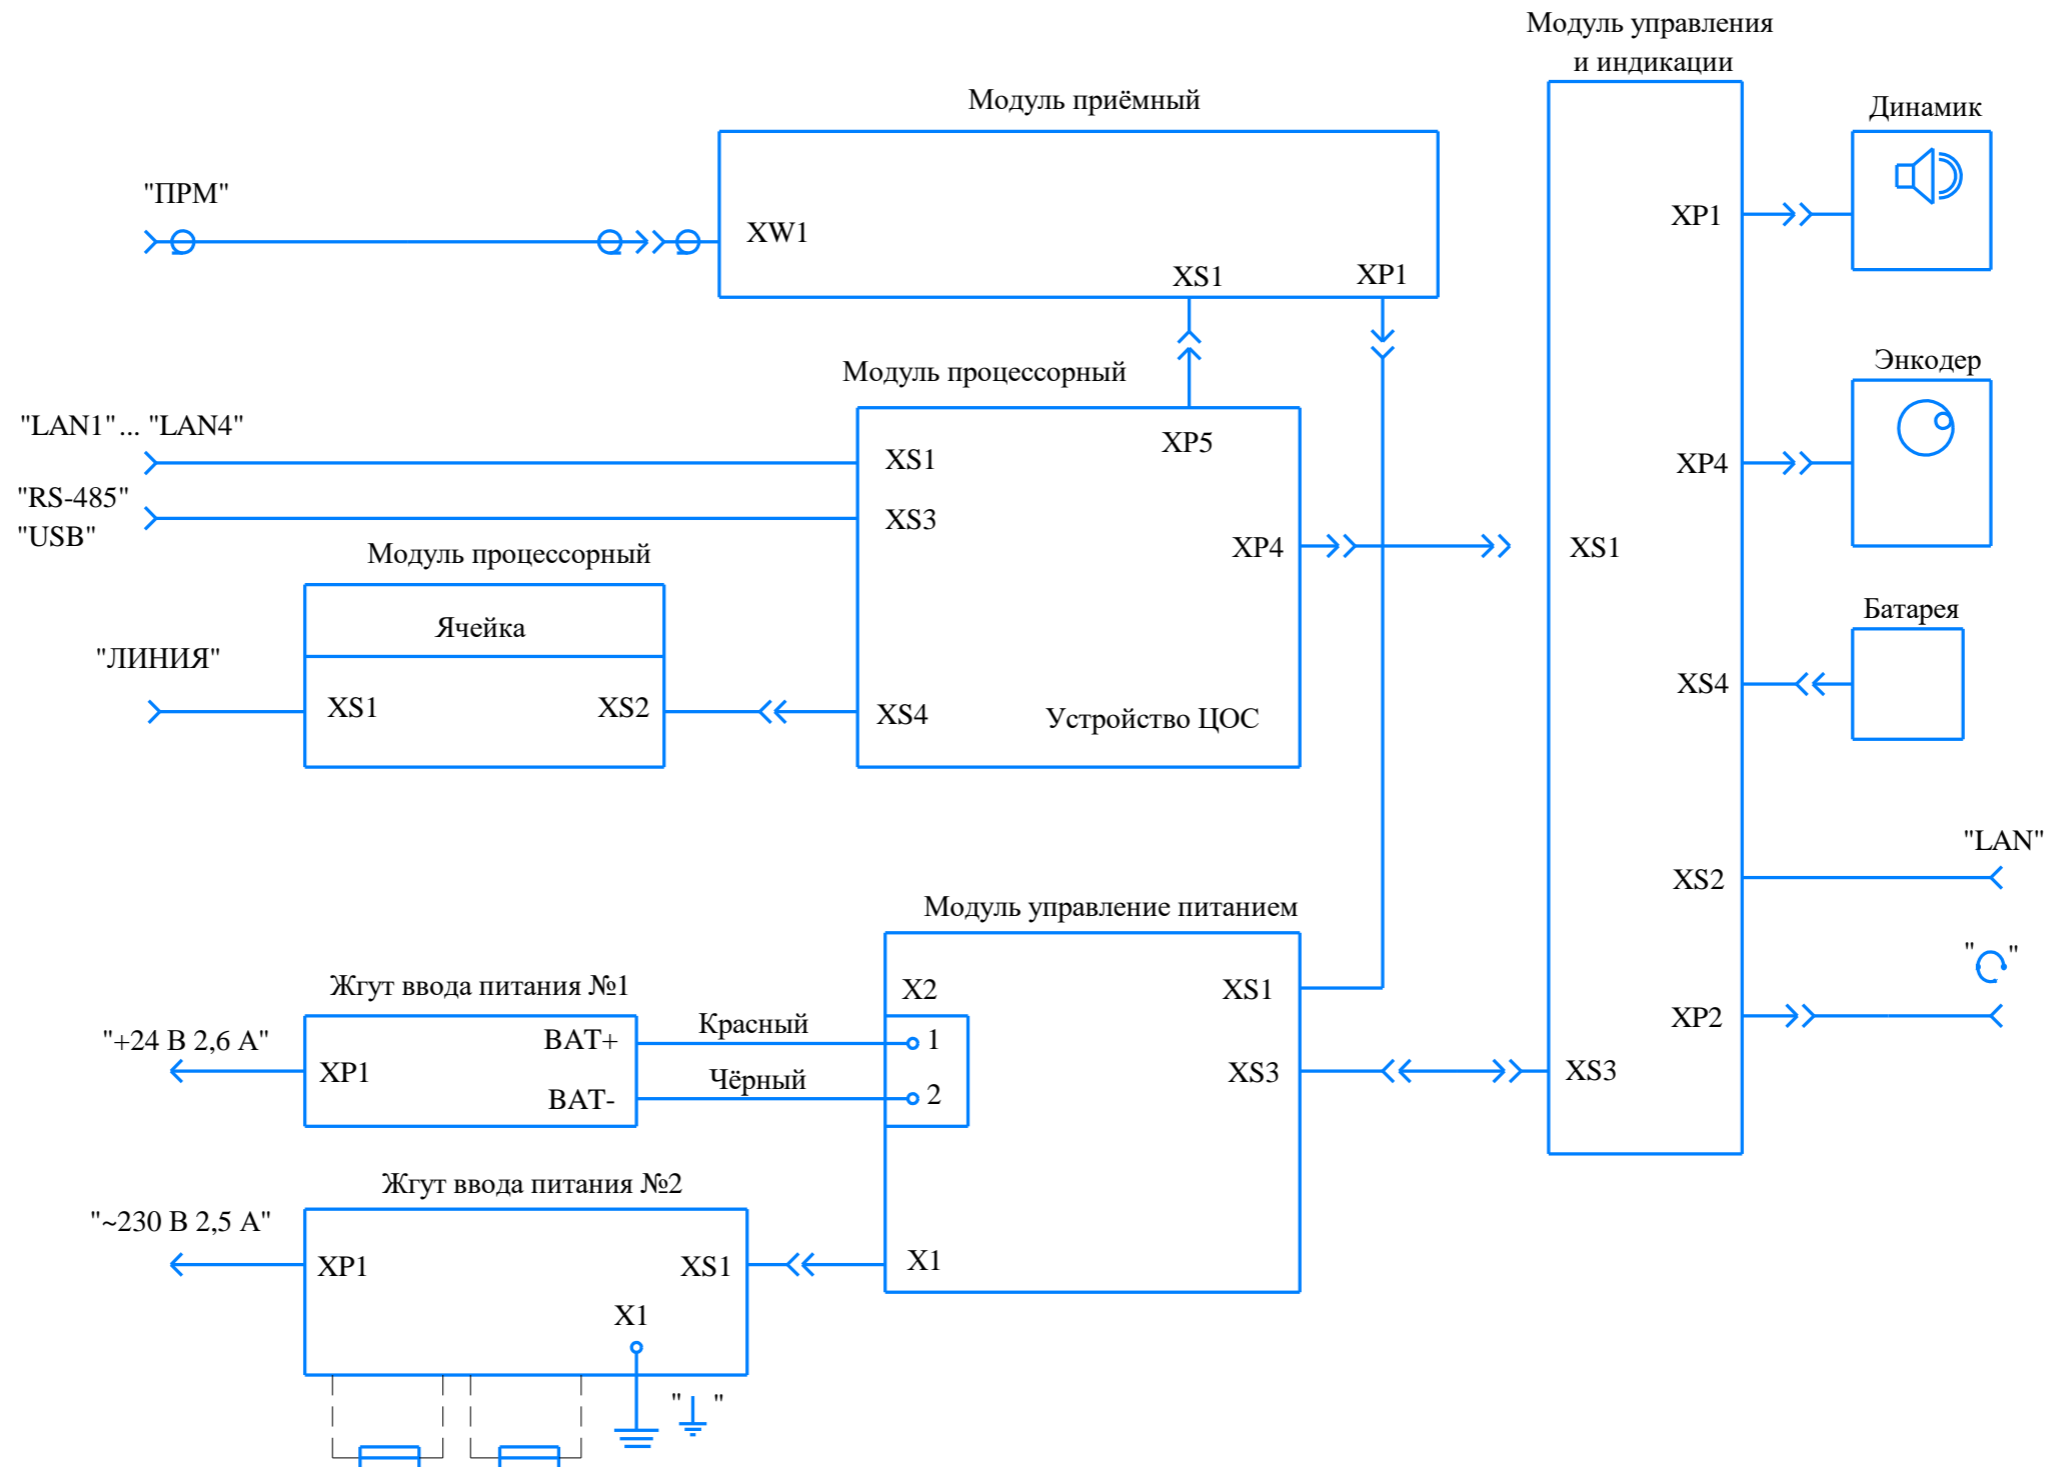 Модуль управления
и индикации
Модуль приёмный
Динамик
"ПРМ"
XW1
XS1
XP1
XP1
Модуль процессорный
Энкодер
"LAN1"... "LAN4"
XS1
XP5
XP4
"RS-485"
"USB"
XS3
XP4
XS1
Модуль процессорный
Ячейка
Батарея
"ЛИНИЯ"
XS1
XS2
XS4
Устройство ЦОС
XS4
"LAN"
XS2
Модуль управление питанием
" "
Жгут ввода питания №1
X2
XS1
XP2
"+24 В 2,6 А"
BAT+
Красный
1
XP1
BAT-
Чёрный
2
XS3
XS3
Жгут ввода питания №2
"~230 В 2,5 А"
XP1
XS1
X1
X1
" "